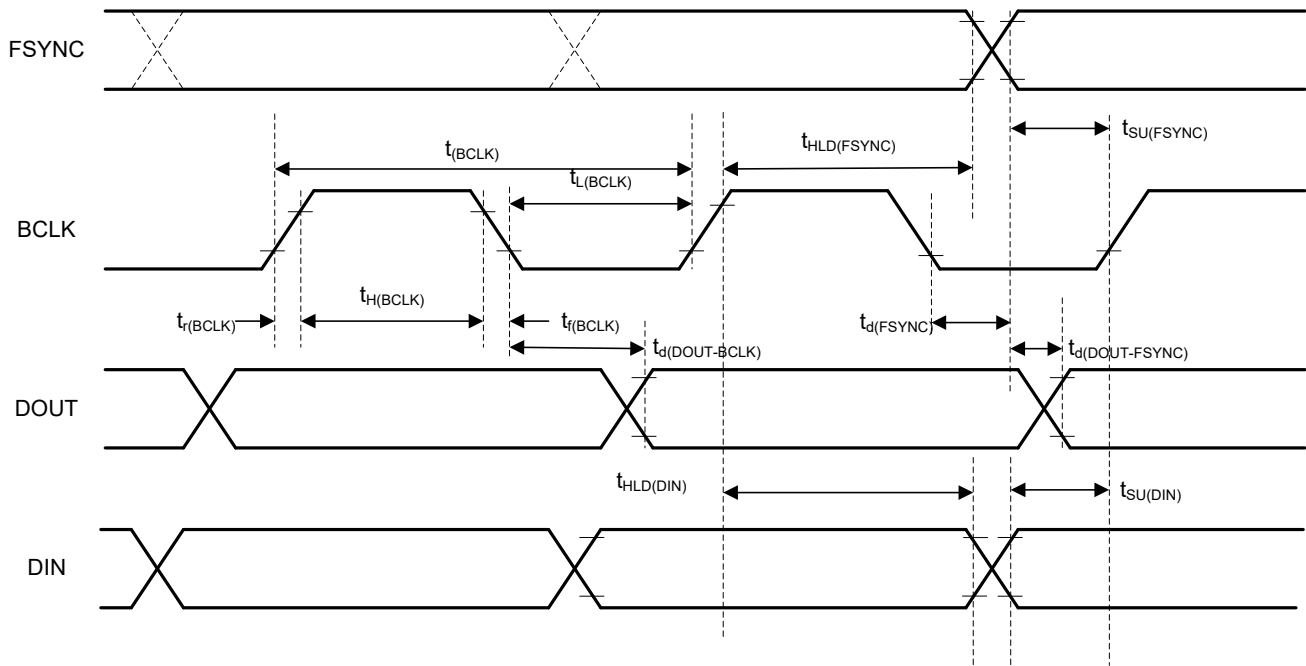 FSYNC
tSU(FSYNC)
tHLD(FSYNC)
t(BCLK)
tL(BCLK)
BCLK
tH(BCLK)
tr(BCLK)
tf(BCLK)
td(FSYNC)
td(DOUT-BCLK)
td(DOUT-FSYNC)
DOUT
tHLD(DIN)
tSU(DIN)
DIN